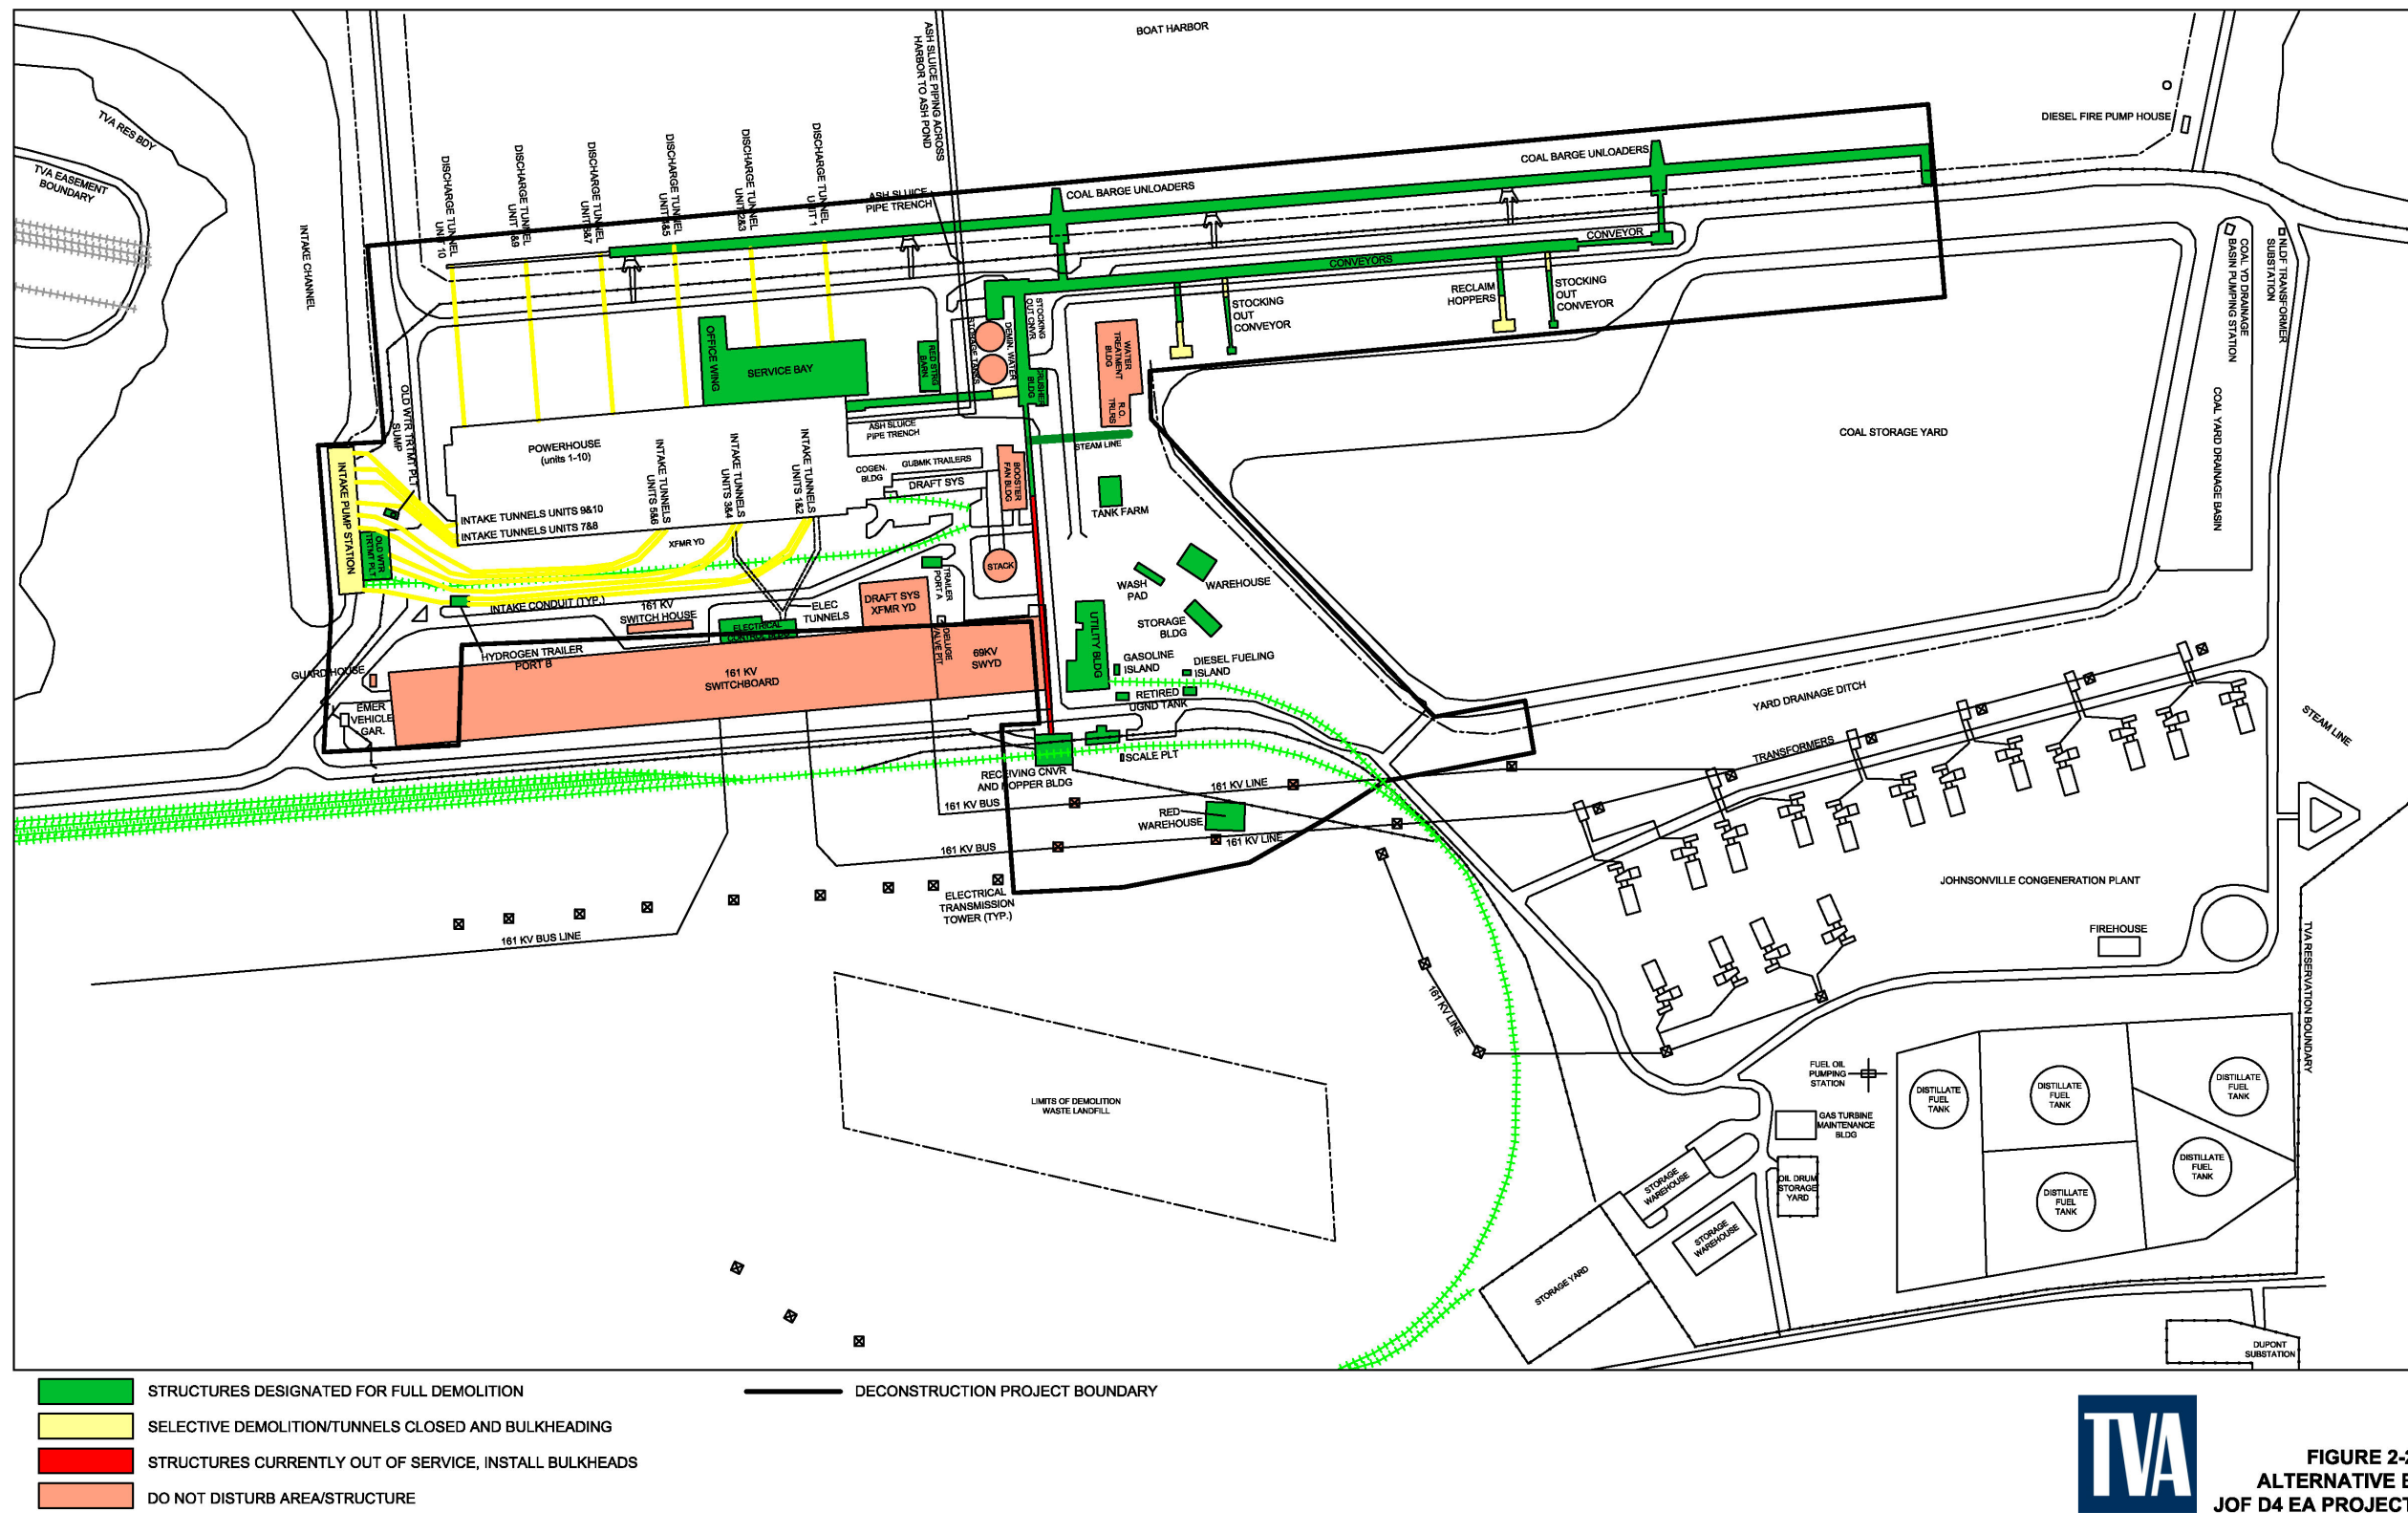 BOAT HARBOR
ASH SLUICE PIPING ACROSS
HARBOR TO ASH POND
TVA RES BDY
TVA EASEMENT
BOUNDARY
INTAKE CHANNEL
DIESEL FIRE PUMP HOUSE
DISCHARGE TUNNEL
UNIT 10
DISCHARGE TUNNEL
UNIT 8&9
DISCHARGE TUNNEL
UNIT 6&7
DISCHARGE TUNNEL
UNIT 4&5
DISCHARGE TUNNEL
UNIT 2&3
DISCHARGE TUNNEL
UNIT 1
ASH SLUICE
PIPE TRENCH
COAL BARGE UNLOADERS
COAL BARGE UNLOADERS
CONVEYOR
CONVEYORS
STOCKING
OUT
CONVEYOR
RECLAIM
HOPPERS
STOCKING
OUT
CONVEYOR
NLDF TRANSFORMER
SUBSTATION
COAL YD DRAINAGE
BASIN PUMPING STATION
COAL YARD DRAINAGE BASIN
COAL STORAGE YARD
OFFICE WING
SERVICE BAY
RED STRG
BARN
DEMIN. WATER
STORAGE TANKS
STOCKING
OUT CNVR
CRUSHER
BLDG
WATER
TREATMENT
BLDG
R.O.
TRLRS
STEAM LINE
ASH SLUICE
PIPE TRENCH
OLD WTR TRTMT PLT
SUMP
POWERHOUSE
(units 1-10)
INTAKE TUNNELS
UNITS 5&6
INTAKE TUNNELS
UNITS 3&4
INTAKE TUNNELS
UNITS 1&2
COGEN.
BLDG
GUBMK TRAILERS
DRAFT SYS
BOOSTER
FAN BLDG
TANK FARM
INTAKE PUMP STATION
OLD WTR
TRTMT PLT
INTAKE TUNNELS UNITS 9&10
INTAKE TUNNELS UNITS 7&8
XFMR YD
STACK
WASH
PAD
WAREHOUSE
INTAKE CONDUIT (TYP.)
161 KV
SWITCH HOUSE
ELEC
TUNNELS
DRAFT SYS
XFMR YD
TRAILER
PORT A
STORAGE
BLDG
UTILITY BLDG
ELECTRICAL
CONTROL BLDG
DELUGE
VALVE PIT
HYDROGEN TRAILER
PORT B
GUARD HOUSE
161 KV
SWITCHBOARD
69KV
SWYD
GASOLINE
ISLAND
DIESEL FUELING
ISLAND
RETIRED
UGND TANK
EMER
VEHICLE
GAR.
YARD DRAINAGE DITCH
STEAM LINE
TRANSFORMERS
SCALE PLT
RECEIVING CNVR
AND HOPPER BLDG
161 KV BUS
161 KV LINE
RED
WAREHOUSE
161 KV BUS
161 KV LINE
ELECTRICAL
TRANSMISSION
TOWER (TYP.)
161 KV BUS LINE
JOHNSONVILLE CONGENERATION PLANT
FIREHOUSE
TVA RESERVATION BOUNDARY
161 KV LINE
LIMITS OF DEMOLITION
WASTE LANDFILL
FUEL OIL
PUMPING
STATION
DISTILLATE
FUEL
TANK
DISTILLATE
FUEL
TANK
DISTILLATE
FUEL
TANK
DISTILLATE
FUEL
TANK
DISTILLATE
FUEL
TANK
GAS TURBINE
MAINTENANCE
BLDG
OIL DRUM
STORAGE
YARD
STORAGE
WAREHOUSE
STORAGE
WAREHOUSE
STORAGE YARD
DUPONT
SUBSTATION
STRUCTURES DESIGNATED FOR FULL DEMOLITION
DECONSTRUCTION PROJECT BOUNDARY
SELECTIVE DEMOLITION/TUNNELS CLOSED AND BULKHEADING
STRUCTURES CURRENTLY OUT OF SERVICE, INSTALL BULKHEADS
DO NOT DISTURB AREA/STRUCTURE
TVA
FIGURE 2-2
ALTERNATIVE B
JOF D4 EA PROJECT